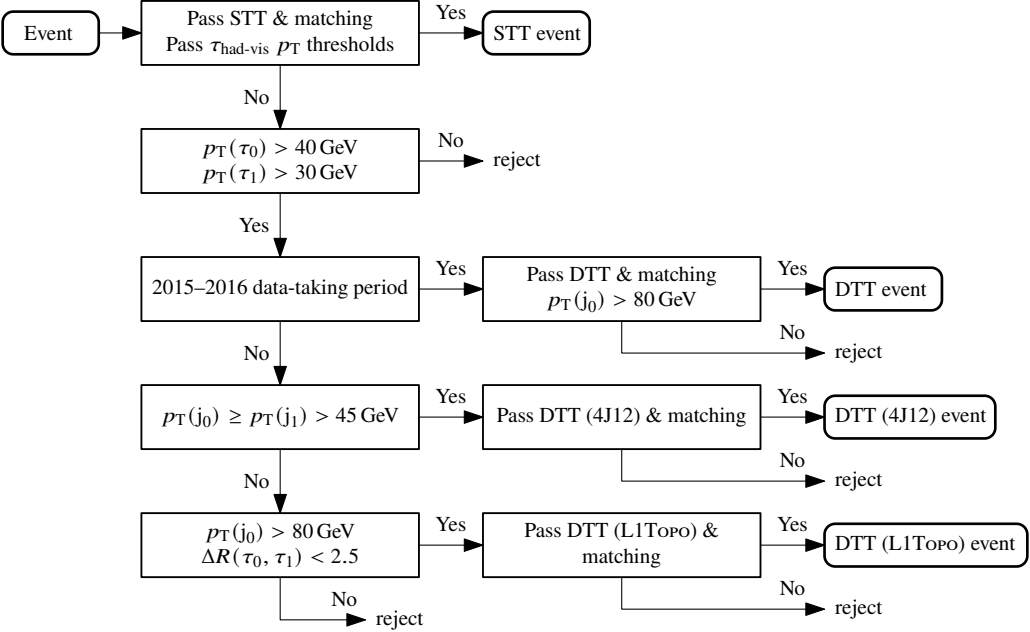 Event
Pass STT & matching
Pass τhad-vis pT thresholds
Yes
STT event
No
pT(τ0) > 40 GeV
pT(τ1) > 30 GeV
No
reject
Yes
2015–2016 data-taking period
Yes
Pass DTT & matching
pT(j0) > 80 GeV
Yes
DTT event
No
reject
No
pT(j0) ≥ pT(j1) > 45 GeV
Yes
Pass DTT (4J12) & matching
Yes
DTT (4J12) event
No
reject
No
pT(j0) > 80 GeV
ΔR(τ0, τ1) < 2.5
Yes
Pass DTT (L1Topo) &
matching
Yes
DTT (L1Topo) event
No
reject
No
reject